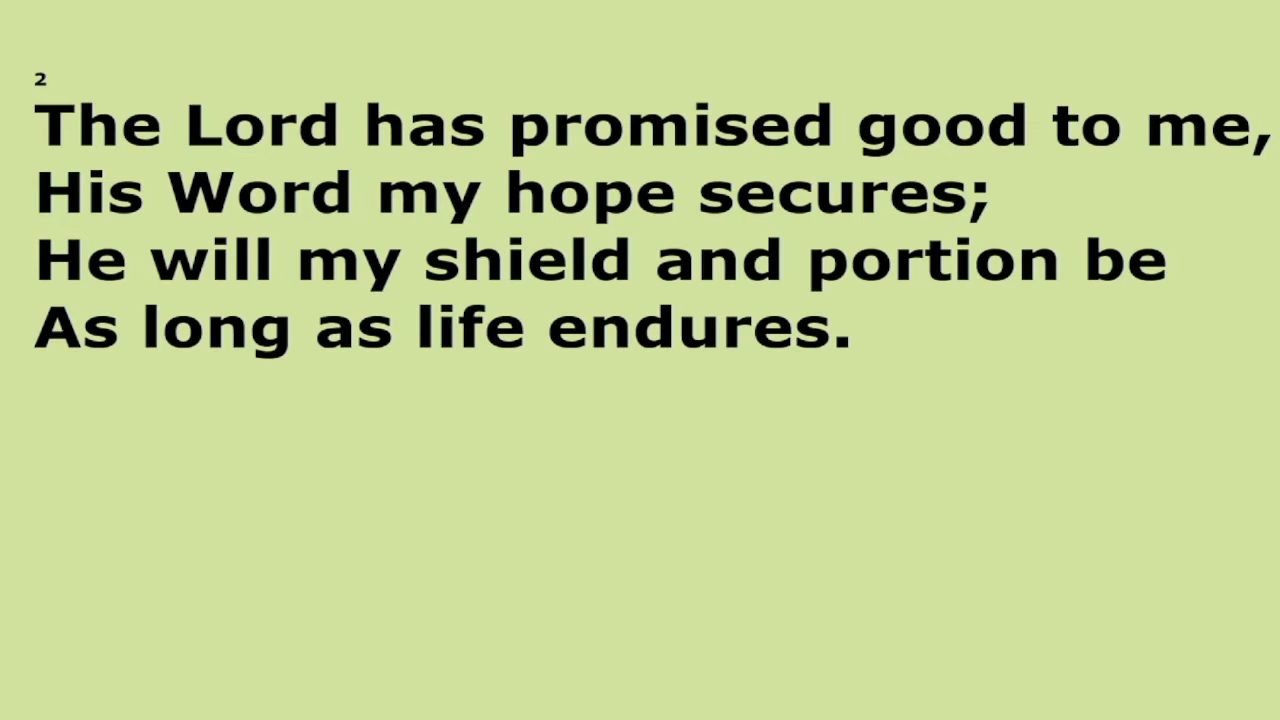 2
The Lord has promised good to me,
His Word my hope secures;
He will my shield and portion be
As long as life endures.